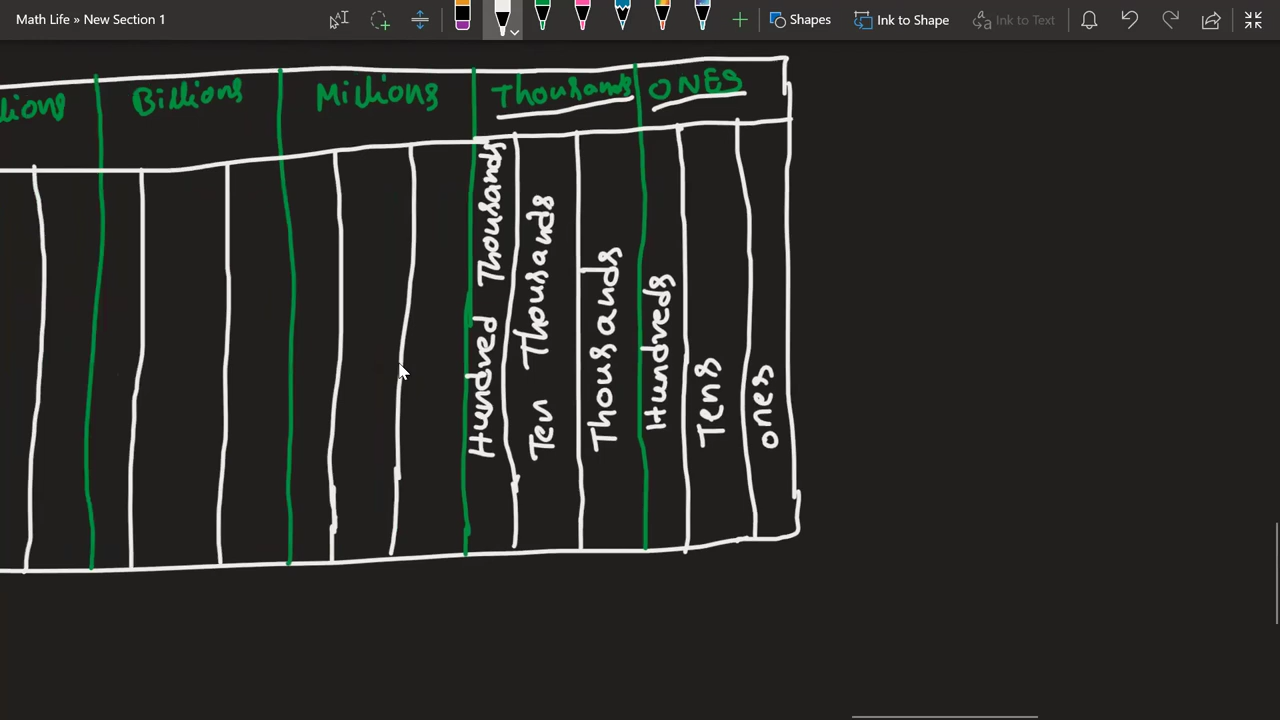 Math Life » New Section 1
Shapes
Ink to Shape
Ink to Text
Billions
Millions
Thousands
ONES
Hundred Thousands
Ten Thousands
Thousands
Hundreds
Tens
ones